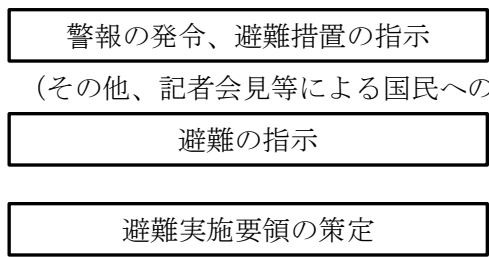 警報の発令、避難措置の指示
（その他、記者会見等による国民への
避難の指示
避難実施要領の策定